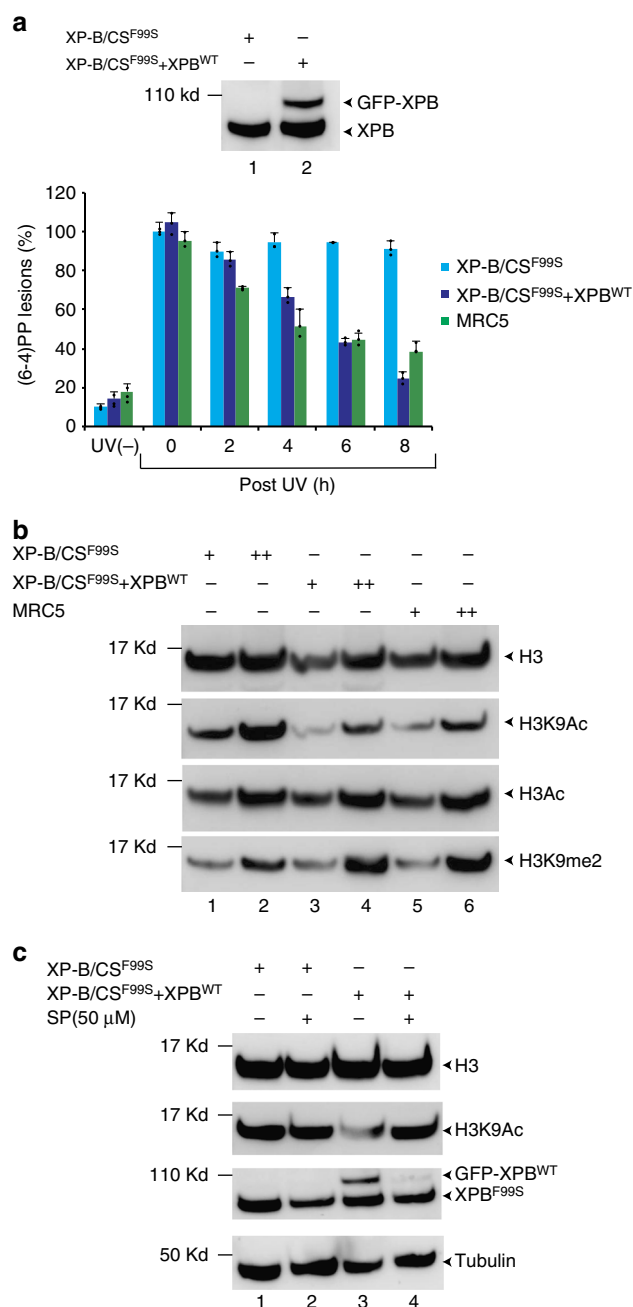 a
XP-B/CS^F99S + –
XP-B/CS^F99S+XPB^WT – +
110 kd
GFP-XPB
XPB
1 2
120
100
80
60
40
20
0
(6-4)PP lesions (%)
XP-B/CS^F99S
XP-B/CS^F99S+XPB^WT
MRC5
UV(–) 0 2 4 6 8
Post UV (h)
b
XP-B/CS^F99S + ++ – – – –
XP-B/CS^F99S+XPB^WT – – + ++ – –
MRC5 – – – – + ++
17 Kd
H3
17 Kd
H3K9Ac
17 Kd
H3Ac
17 Kd
H3K9me2
1 2 3 4 5 6
c
XP-B/CS^F99S + + – –
XP-B/CS^F99S+XPB^WT – – + +
SP(50 μM) – + – +
17 Kd
H3
17 Kd
H3K9Ac
110 Kd
GFP-XPB^WT
XPB^F99S
50 Kd
Tubulin
1 2 3 4